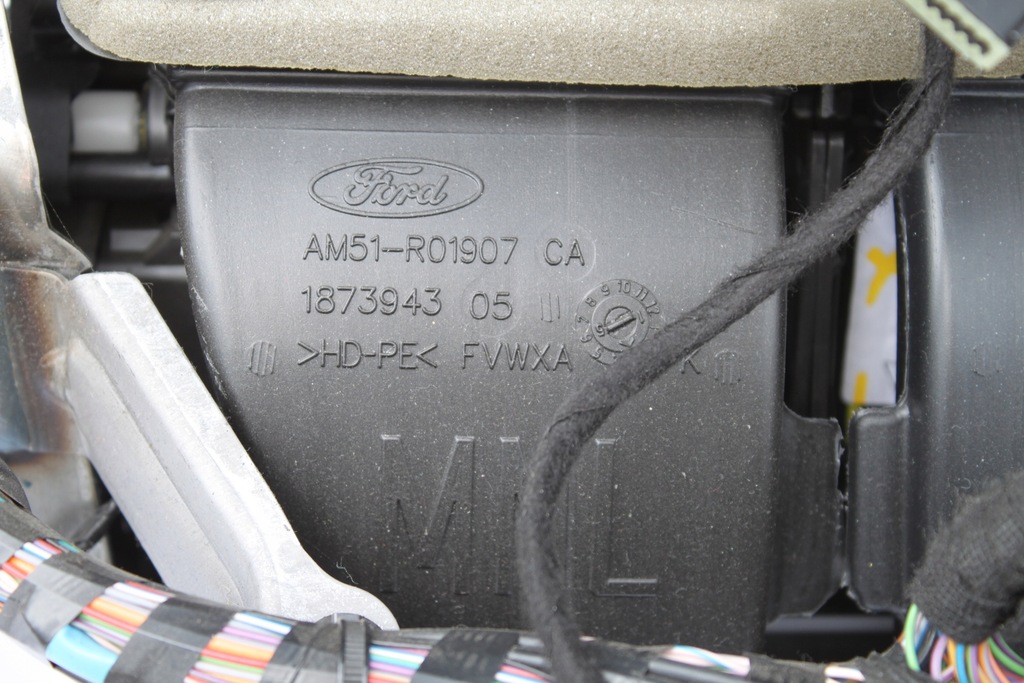 Ford
AM51-R01907 CA
1873943 05
>HD-PE< FVWXA K